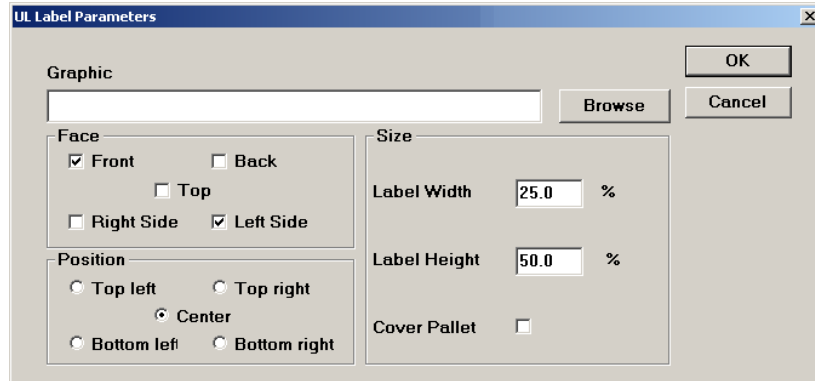 UL Label Parameters
OK
Graphic
Browse
Cancel
Face
Front Back
Top
Right Side Left Side
Position
Top left Top right
Center
Bottom left Bottom right
Size
Label Width 25.0 %
Label Height 50.0 %
Cover Pallet